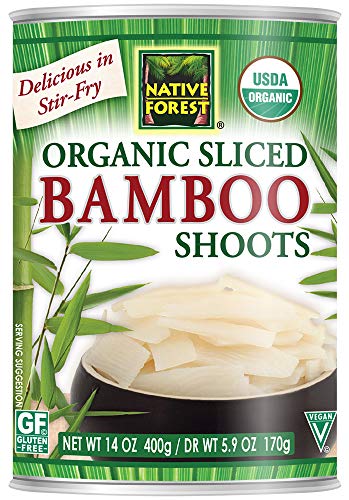 Delicious in
Stir-Fry
NATIVE
FOREST®
USDA
ORGANIC
ORGANIC SLICED
BAMBOO
SHOOTS
SERVING SUGGESTION
GF
GLUTEN
-FREE-
NET WT 14 OZ 400g / DR WT 5.9 OZ 170g
VEGAN
V